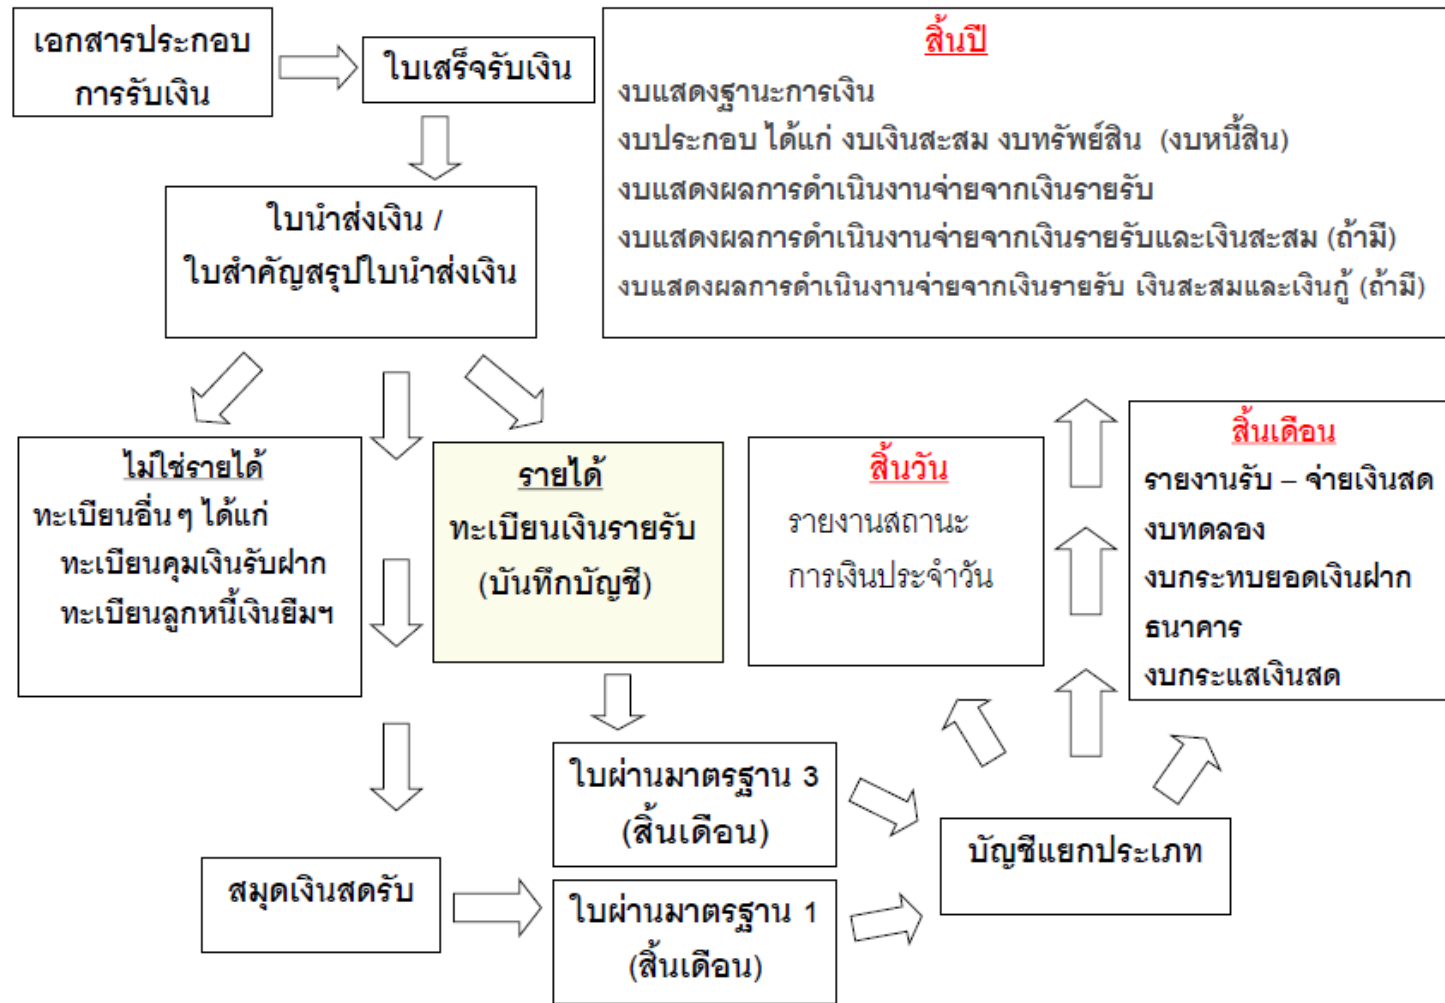 เอกสารประกอบ
การรับเงิน
ใบเสร็จรับเงิน
ใบนำส่งเงิน /
ใบสำคัญสรุปใบนำส่งเงิน
สิ้นปี
งบแสดงฐานะการเงิน
งบประกอบ ได้แก่ งบเงินสะสม งบทรัพย์สิน (งบหนี้สิน)
งบแสดงผลการดำเนินงานจ่ายจากเงินรายรับ
งบแสดงผลการดำเนินงานจ่ายจากเงินรายรับและเงินสะสม (ถ้ามี)
งบแสดงผลการดำเนินงานจ่ายจากเงินรายรับ เงินสะสมและเงินกู้ (ถ้ามี)
ไม่ใช่รายได้
ทะเบียนอื่นๆ ได้แก่
ทะเบียนคุมเงินรับฝาก
ทะเบียนลูกหนี้เงินยืมฯ
รายได้
ทะเบียนเงินรายรับ
(บันทึกบัญชี)
สิ้นวัน
รายงานสถานะ
การเงินประจำวัน
สิ้นเดือน
รายงานรับ – จ่ายเงินสด
งบทดลอง
งบกระทบยอดเงินฝาก
ธนาคาร
งบกระแสเงินสด
ใบผ่านมาตรฐาน 3
(สิ้นเดือน)
สมุดเงินสดรับ
ใบผ่านมาตรฐาน 1
(สิ้นเดือน)
บัญชีแยกประเภท